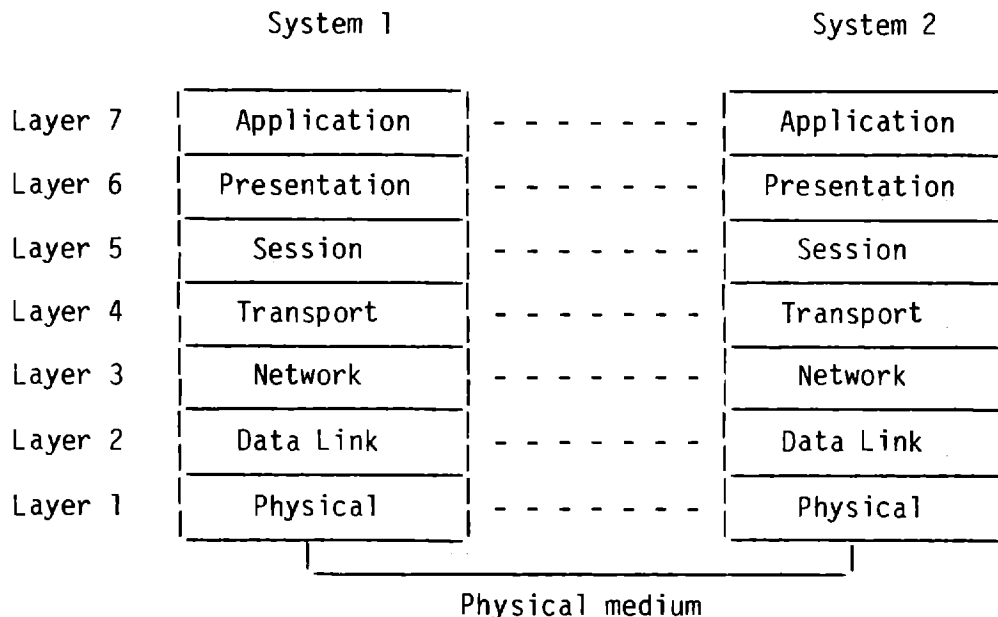 System 1 System 2
Layer 7 Application Application
Layer 6 Presentation Presentation
Layer 5 Session Session
Layer 4 Transport Transport
Layer 3 Network Network
Layer 2 Data Link Data Link
Layer 1 Physical Physical
Physical medium